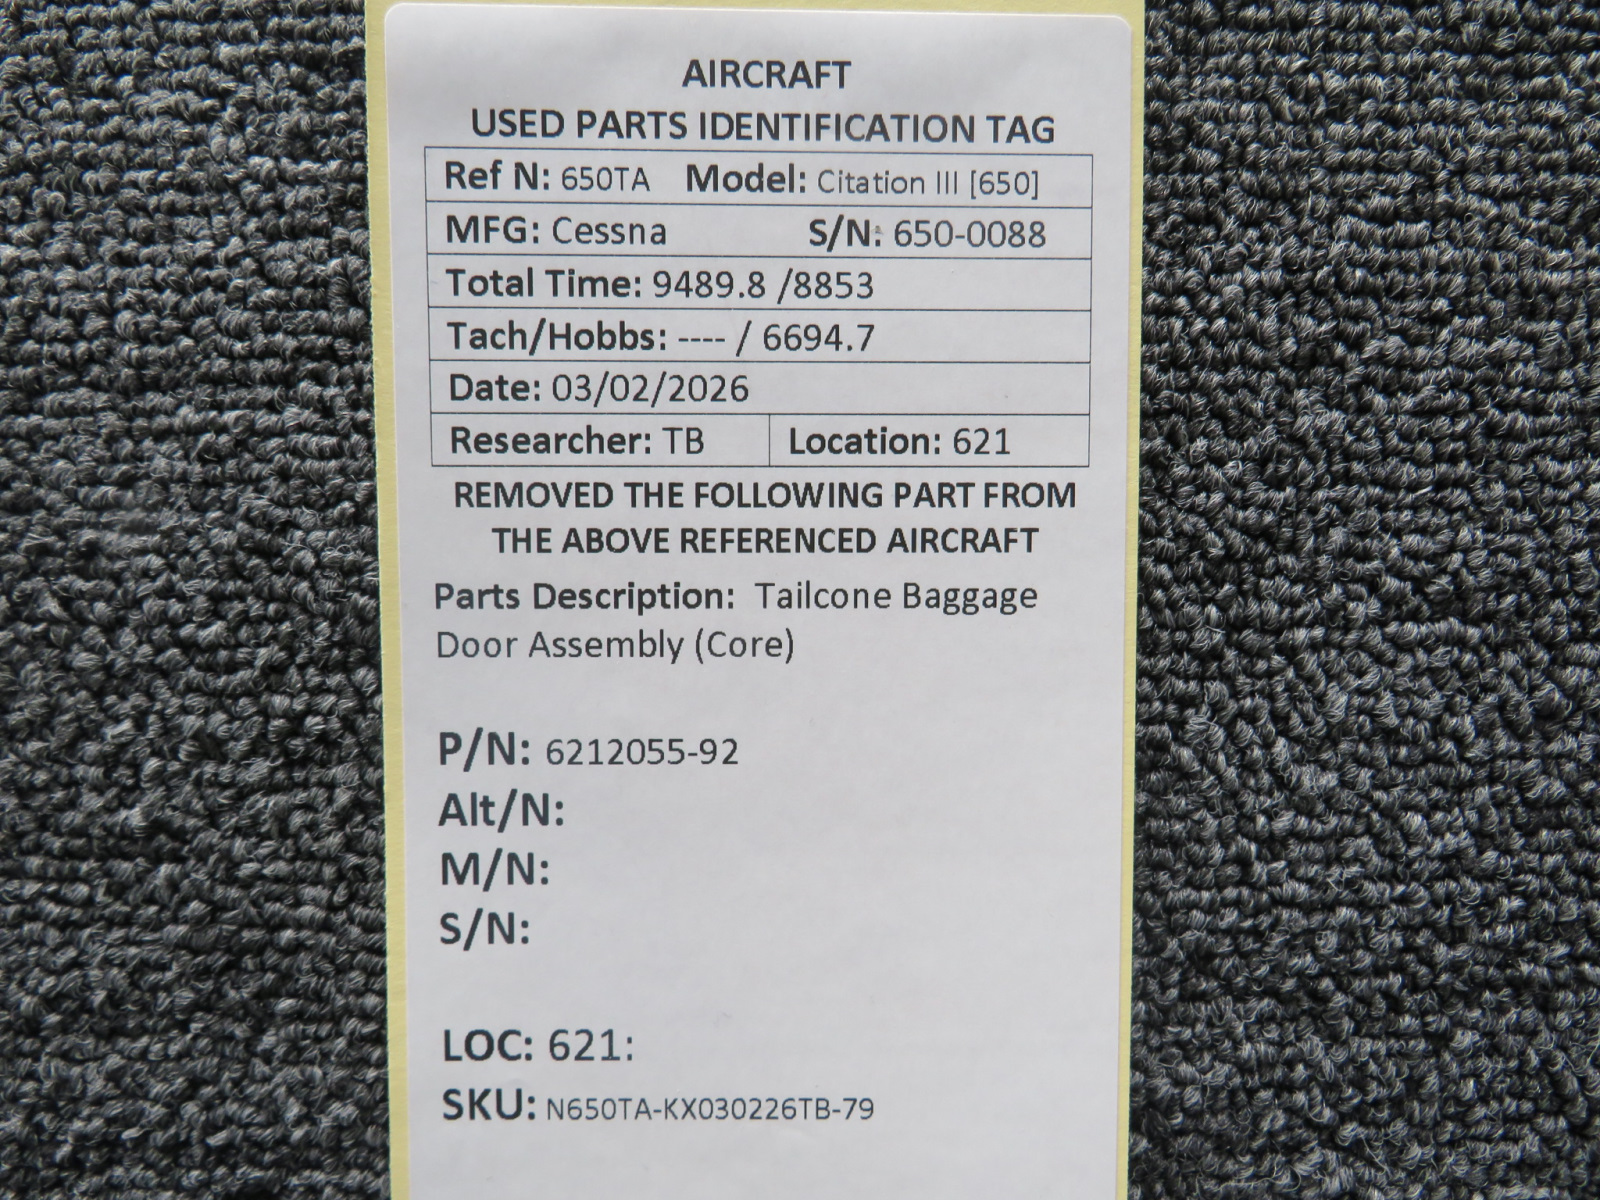 AIRCRAFT
USED PARTS IDENTIFICATION TAG
Ref N: 650TA Model: Citation III [650]
MFG: Cessna S/N: 650-0088
Total Time: 9489.8 /8853
Tach/Hobbs: ---- / 6694.7
Date: 03/02/2026
Researcher: TB Location: 621
REMOVED THE FOLLOWING PART FROM
THE ABOVE REFERENCED AIRCRAFT
Parts Description: Tailcone Baggage
Door Assembly (Core)
P/N: 6212055-92
Alt/N:
M/N:
S/N:
LOC: 621:
SKU: N650TA-KX030226TB-79